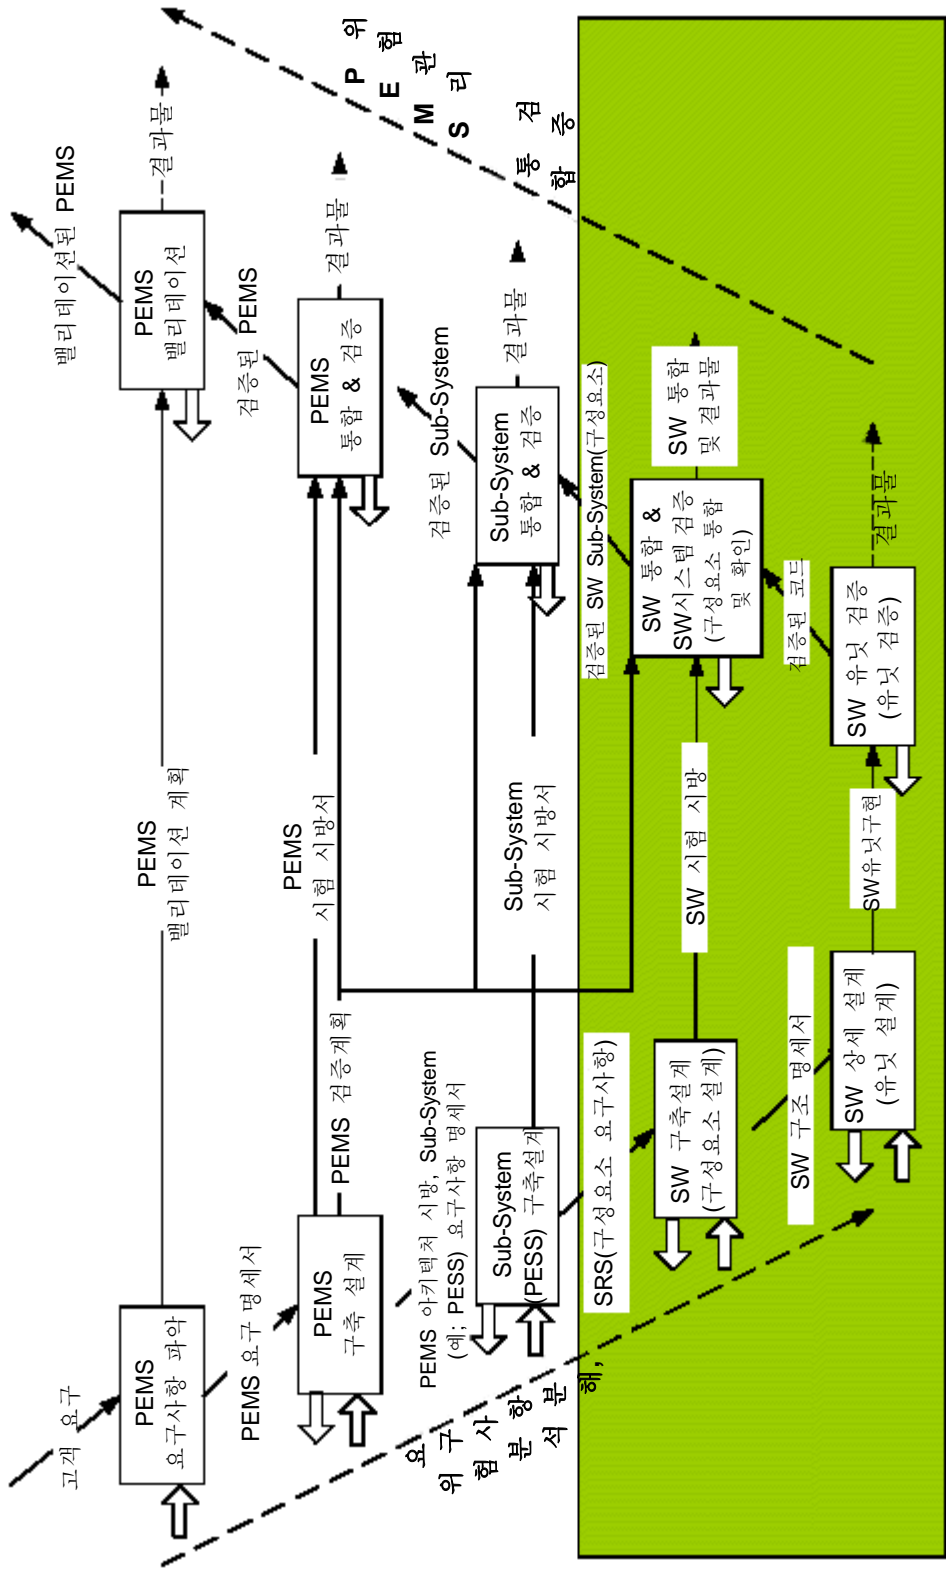 고객 요구
PEMS
요구사항 파악
PEMS
밸리데이션 계획
PEMS
밸리데이션
밸리데이션된 PEMS
결과물
PEMS 요구 명세서
검증된 PEMS
PEMS
구축 설계
PEMS
시험 시방서
PEMS 검증계획
PEMS
통합 & 검증
결과물
PEMS 아키텍처 시방, Sub-System
(예; PESS) 요구사항 명세서
검증된 Sub-System
Sub-System
(PESS) 구축설계
Sub-System
시험 시방서
Sub-System
통합 & 검증
결과물
SRS(구성요소 요구사항)
검증된 SW Sub-System(구성요소)
SW 구축설계
(구성요소 설계)
SW 시험 시방
SW 통합 &
SW시스템 검증
(구성요소 통합
및 확인)
SW 통합
및 결과물
SW 구조 명세서
검증된 코드
SW 상세 설계
(유닛 설계)
SW유닛구현
SW 유닛 검증
(유닛 검증)
결과물
요구사항 분해,
위험분석
PEMS 통합
위험관리 검증